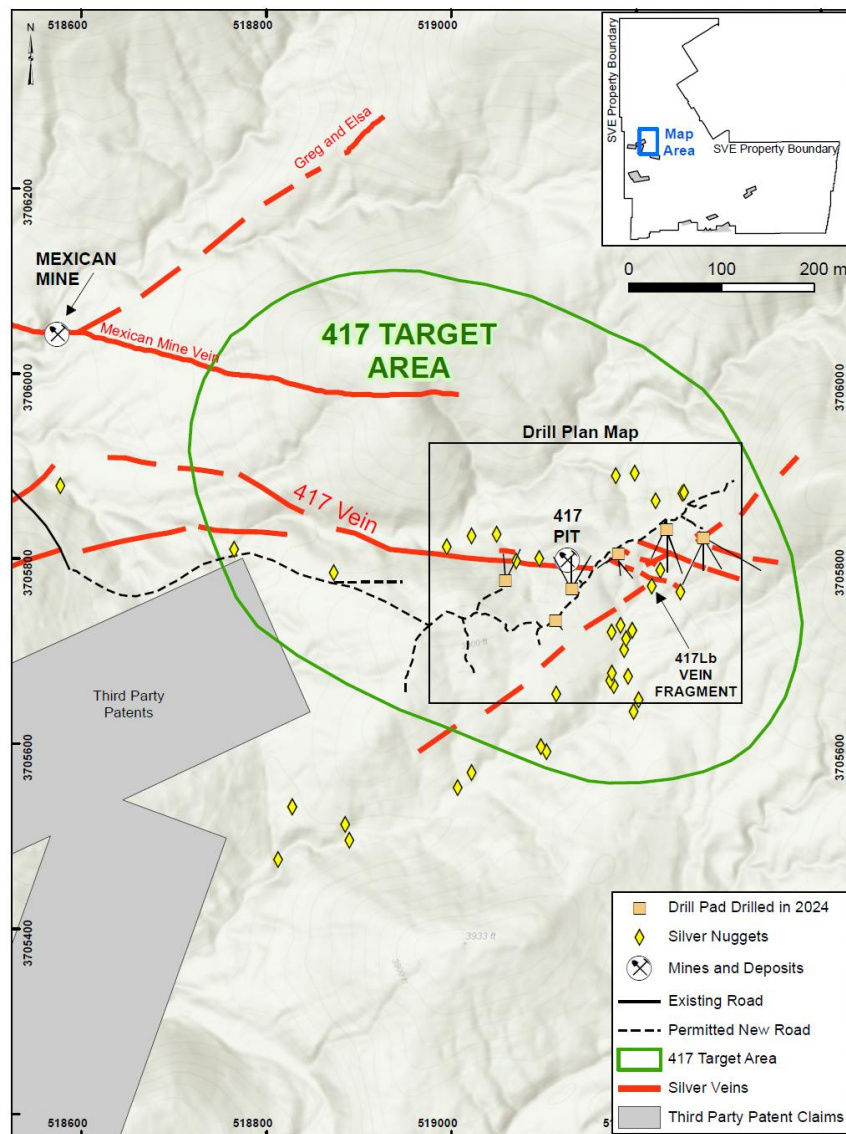 518600
518800
519000
N
SVE Property Boundary
Map
Area
SVE Property Boundary
0
100
200 m
3706200
3706000
3705800
3705600
3705400
3706000
3705800
3705600
Greg and Elsa
MEXICAN
MINE
Mexican Mine Vein
417 TARGET
AREA
Drill Plan Map
417 Vein
417
PIT
417Lb
VEIN
FRAGMENT
Third Party
Patents
3933 ft
Drill Pad Drilled in 2024
Silver Nuggets
Mines and Deposits
Existing Road
Permitted New Road
417 Target Area
Silver Veins
Third Party Patent Claims
518600
518800
519000